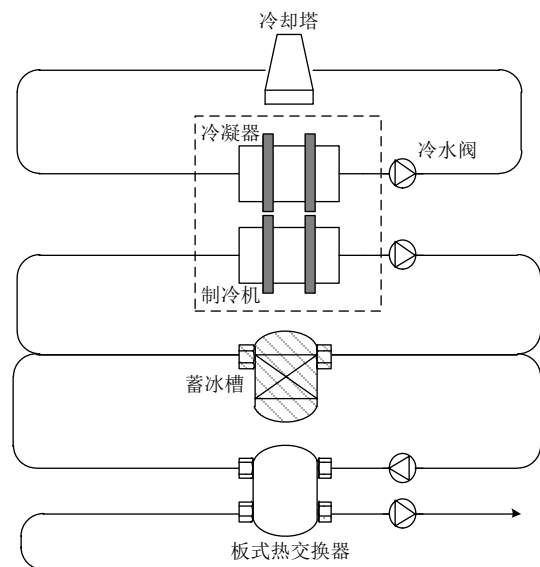 冷却塔
冷凝器
冷水阀
制冷机
蓄冰槽
板式热交换器